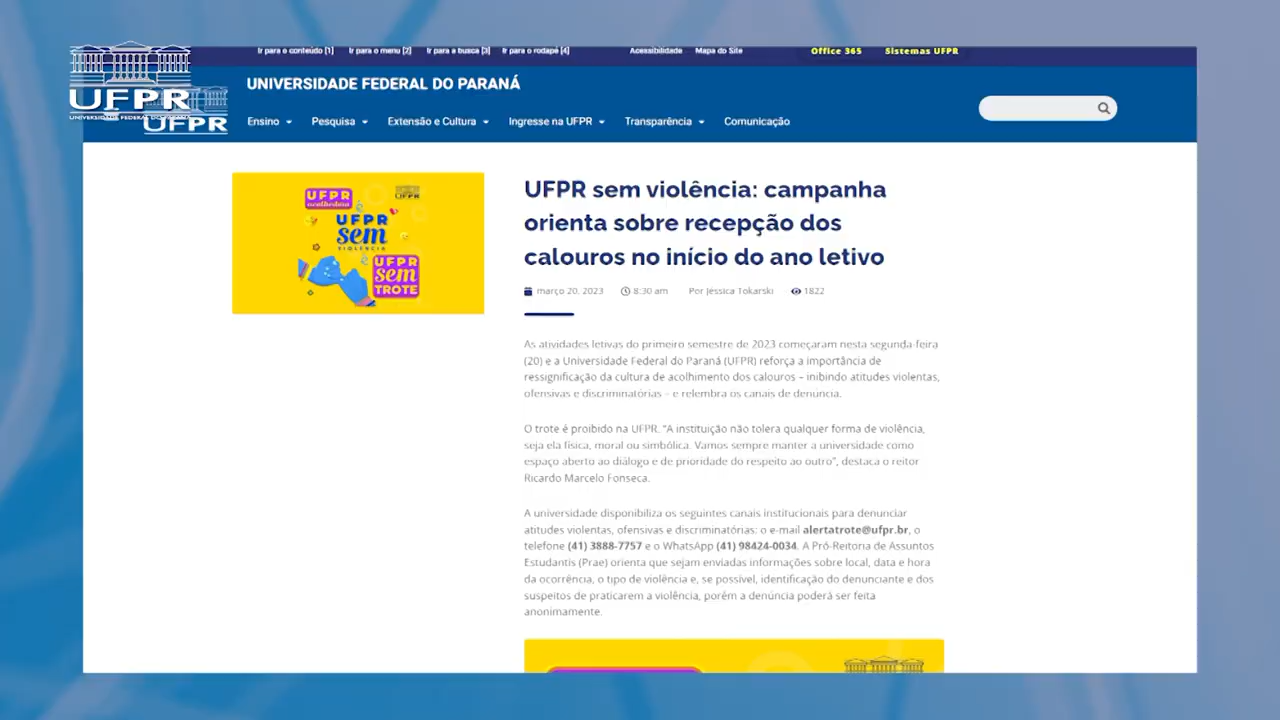 Ir para o conteúdo [1] Ir para o menu [2] Ir para a busca [3] Ir para o rodapé [4] Acessibilidade Mapa do Site Office 365 Sistemas UFPR
UFPR
UNIVERSIDADE FEDERAL DO PARANÁ
UFPR
UNIVERSIDADE FEDERAL DO PARANÁ
Ensino Pesquisa Extensão e Cultura Ingresse na UFPR Transparência Comunicação
UFPR
acolhedora
UFPR
UFPR
sem
VIOLÊNCIA
UFPR
sem
TROTE
UFPR sem violência: campanha
orienta sobre recepção dos
calouros no início do ano letivo
março 20, 2023 8:30 am Por Jéssica Tokarski 1822
As atividades letivas do primeiro semestre de 2023 começaram nesta segunda-feira
(20) e a Universidade Federal do Paraná (UFPR) reforça a importância de
ressignificação da cultura de acolhimento dos calouros – inibindo atitudes violentas,
ofensivas e discriminatórias – e relembra os canais de denúncia.
O trote é proibido na UFPR. “A instituição não tolera qualquer forma de violência,
seja ela física, moral ou simbólica. Vamos sempre manter a universidade como
espaço aberto ao diálogo e de prioridade do respeito ao outro”, destaca o reitor
Ricardo Marcelo Fonseca.
A universidade disponibiliza os seguintes canais institucionais para denunciar
atitudes violentas, ofensivas e discriminatórias: o e-mail alertatrote@ufpr.br, o
telefone (41) 3888-7757 e o WhatsApp (41) 98424-0034. A Pró-Reitoria de Assuntos
Estudantis (Prae) orienta que sejam enviadas informações sobre local, data e hora
da ocorrência, o tipo de violência e, se possível, identificação do denunciante e dos
suspeitos de praticarem a violência, porém a denúncia poderá ser feita
anonimamente.